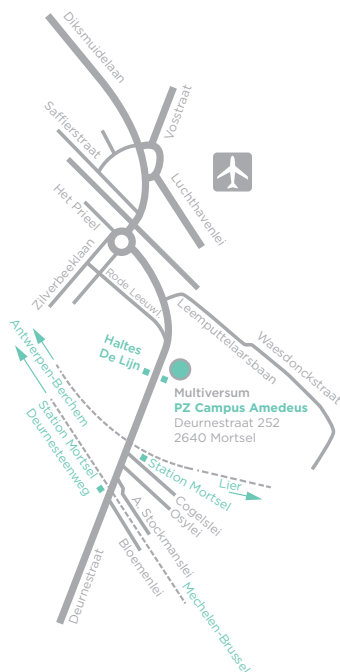 Diksmuidelaan
Vosstraat
Saffierstraat
Luchthavenlei
Het Prieel
Zilverbeeklaan
Rode Leeuwl.
Leemputtelaarsbaan
Waesdonckstraat
Antwerpen-Berchem
Haltes
De Lijn
Multiversum
PZ Campus Amedeus
Deurnestraat 252
2640 Mortsel
Station Mortsel
Deurnesteenweg
Station Mortsel
Lier
Cogelslei
Osylei
A. Stockmanslei
Bloemenlei
Deurnestraat
Mechelen-Brussel